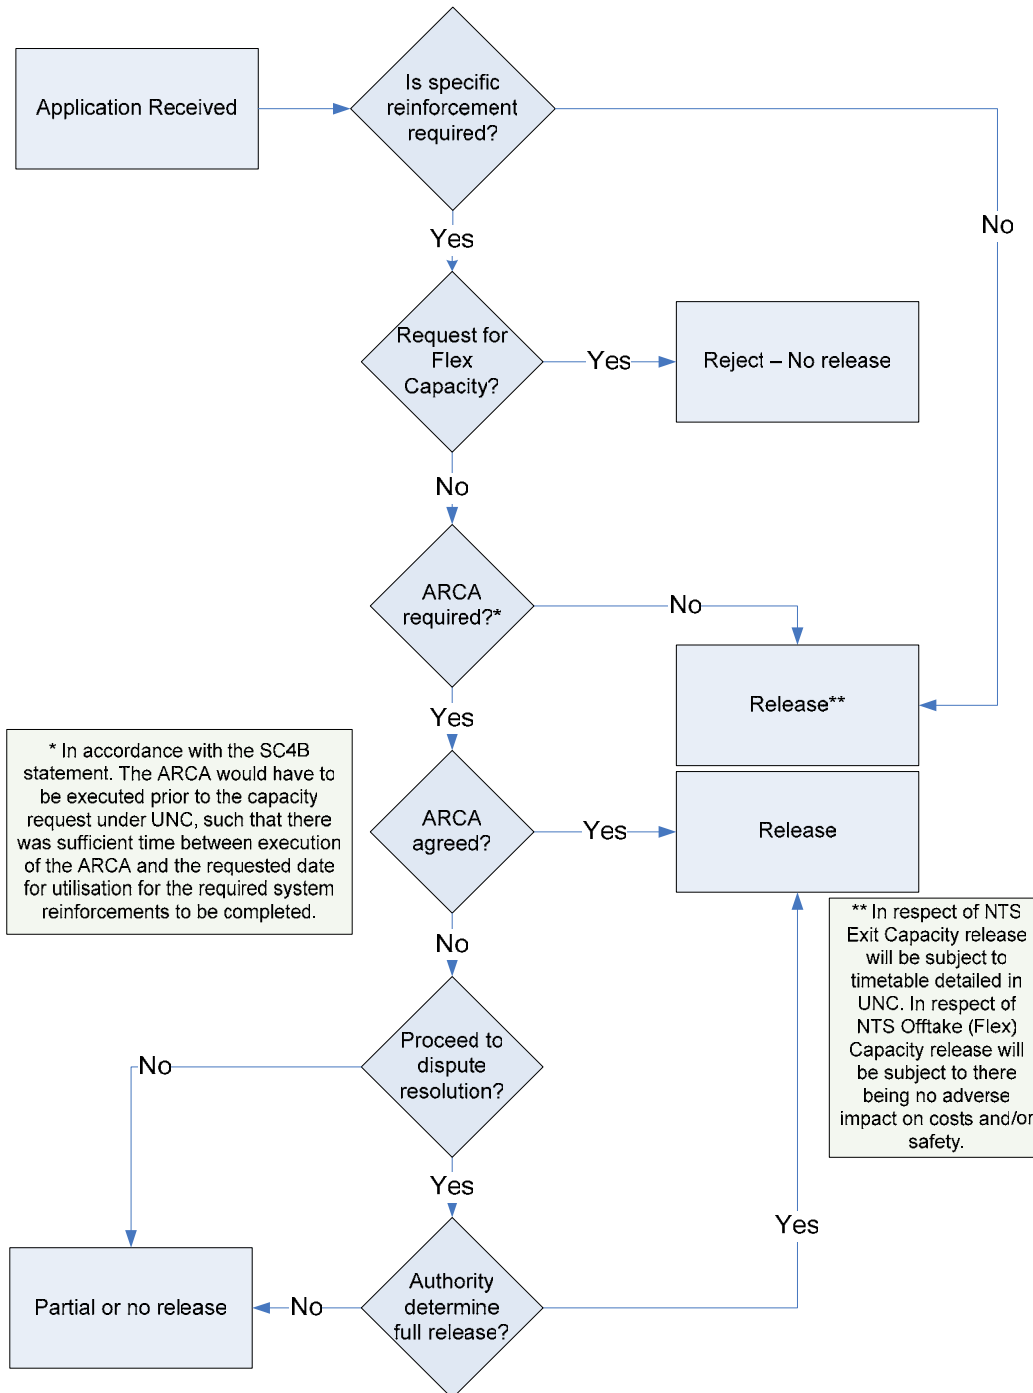 Application Received
Is specific
reinforcement
required?
No
Yes
Request for
Flex
Capacity?
Yes
Reject – No release
No
ARCA
required?*
No
Release**
Yes
* In accordance with the SC4B
statement. The ARCA would have to
be executed prior to the capacity
request under UNC, such that there
was sufficient time between execution
of the ARCA and the requested date
for utilisation for the required system
reinforcements to be completed.
ARCA
agreed?
Yes
Release
** In respect of NTS
Exit Capacity release
will be subject to
timetable detailed in
UNC. In respect of
NTS Offtake (Flex)
Capacity release will
be subject to there
being no adverse
impact on costs and/or
safety.
No
Proceed to
dispute
resolution?
No
Yes
Yes
Authority
determine
full release?
No
Partial or no release